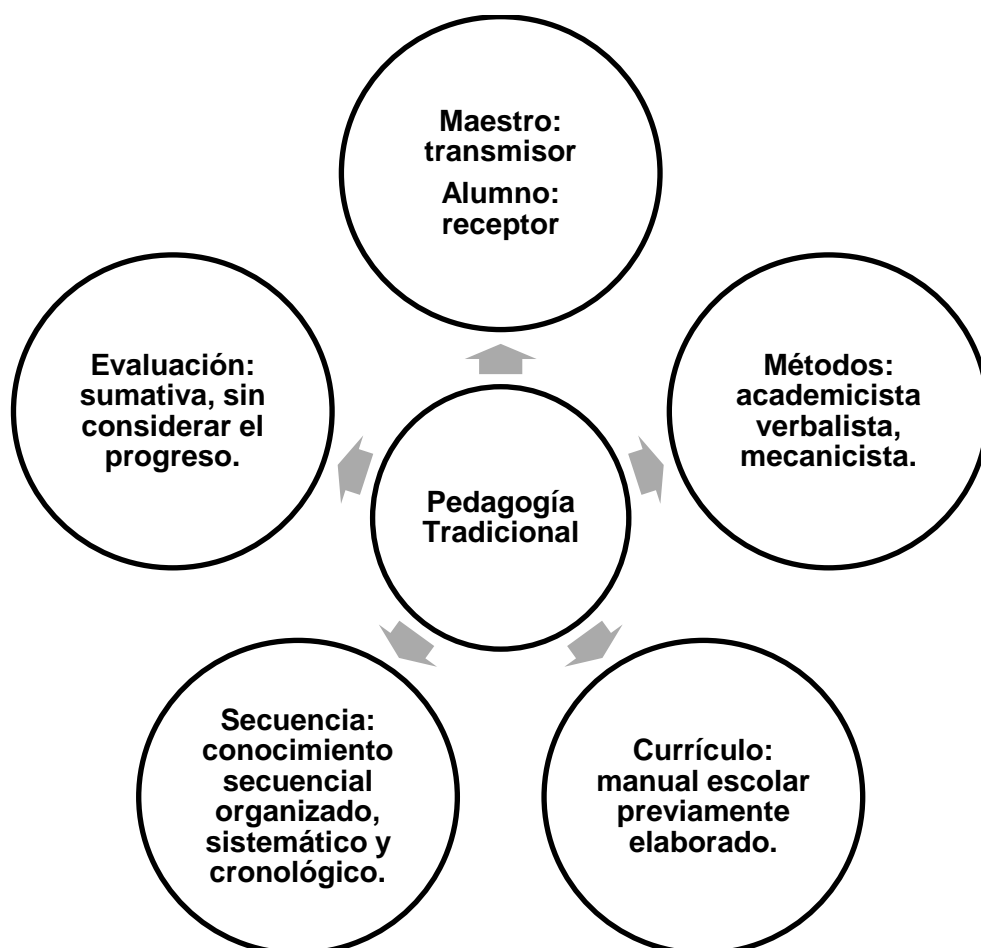 Maestro:
transmisor
Alumno:
receptor
Evaluación:
sumativa, sin
considerar el
progreso.
Métodos:
academicista
verbalista,
mecanicista.
Pedagogía
Tradicional
Secuencia:
conocimiento
secuencial
organizado,
sistemático y
cronológico.
Currículo:
manual escolar
previamente
elaborado.